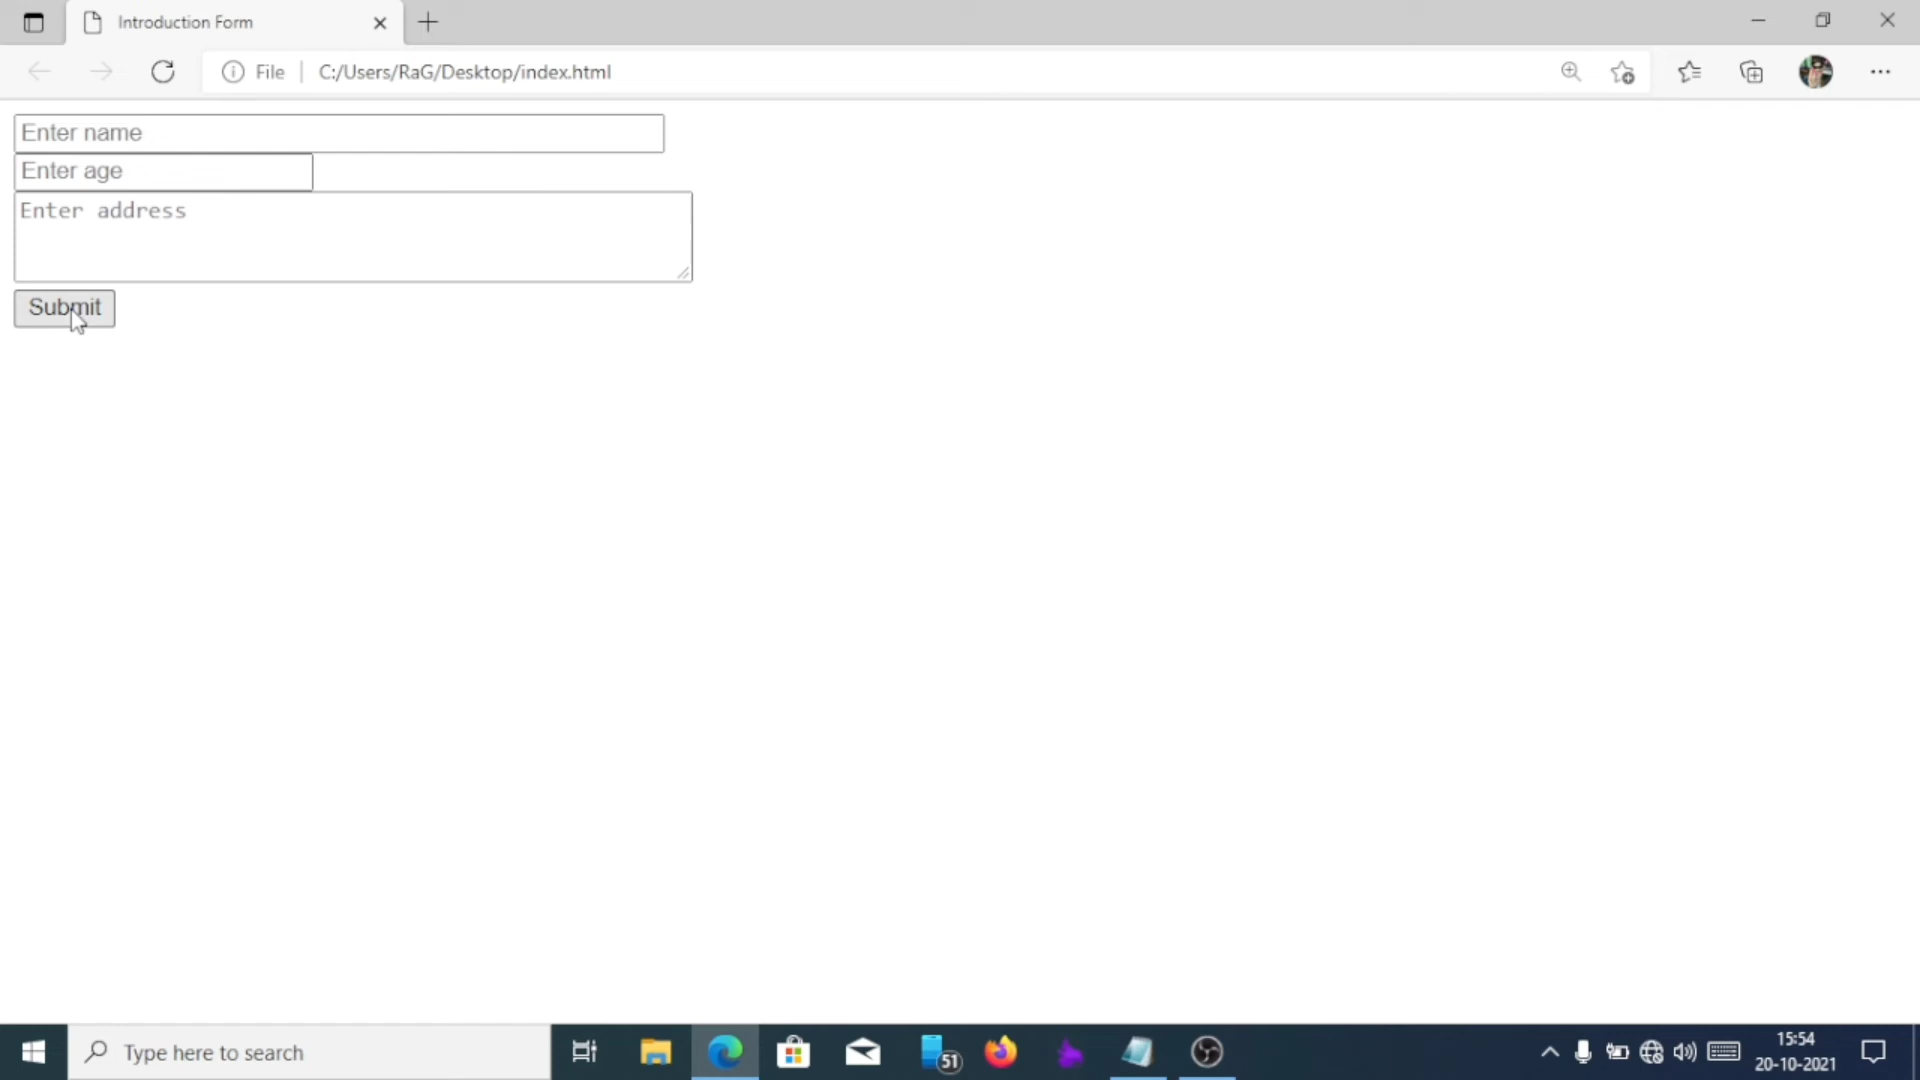 Introduction Form
File
C:/Users/RaG/Desktop/index.html
Enter name
Enter age
Enter address
Submit
Type here to search
51
15:54
20-10-2021